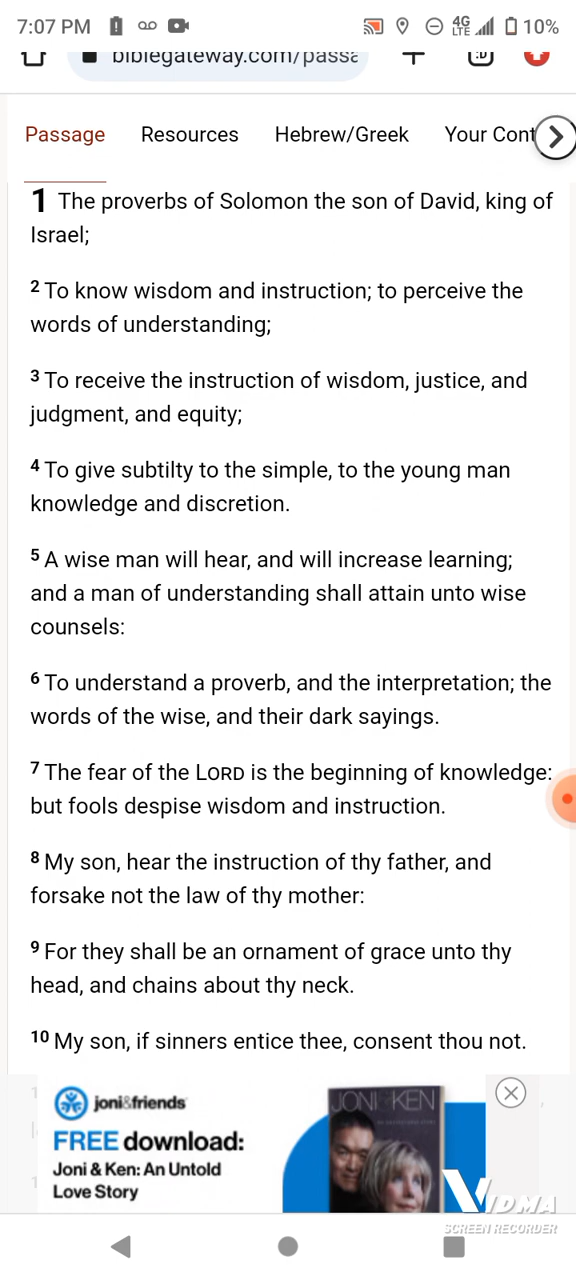 7:07 PM
4G
LTE
10%
biblegateway.com/passa
:D
Passage
Resources
Hebrew/Greek
Your Cont
1 The proverbs of Solomon the son of David, king of
Israel;
2 To know wisdom and instruction; to perceive the
words of understanding;
3 To receive the instruction of wisdom, justice, and
judgment, and equity;
4 To give subtilty to the simple, to the young man
knowledge and discretion.
5 A wise man will hear, and will increase learning;
and a man of understanding shall attain unto wise
counsels:
6 To understand a proverb, and the interpretation; the
words of the wise, and their dark sayings.
7 The fear of the LORD is the beginning of knowledge:
but fools despise wisdom and instruction.
8 My son, hear the instruction of thy father, and
forsake not the law of thy mother:
9 For they shall be an ornament of grace unto thy
head, and chains about thy neck.
10 My son, if sinners entice thee, consent thou not.
joni&friends
FREE download:
Joni & Ken: An Untold
Love Story
JONI KEN
VIDMA
SCREEN RECORDER